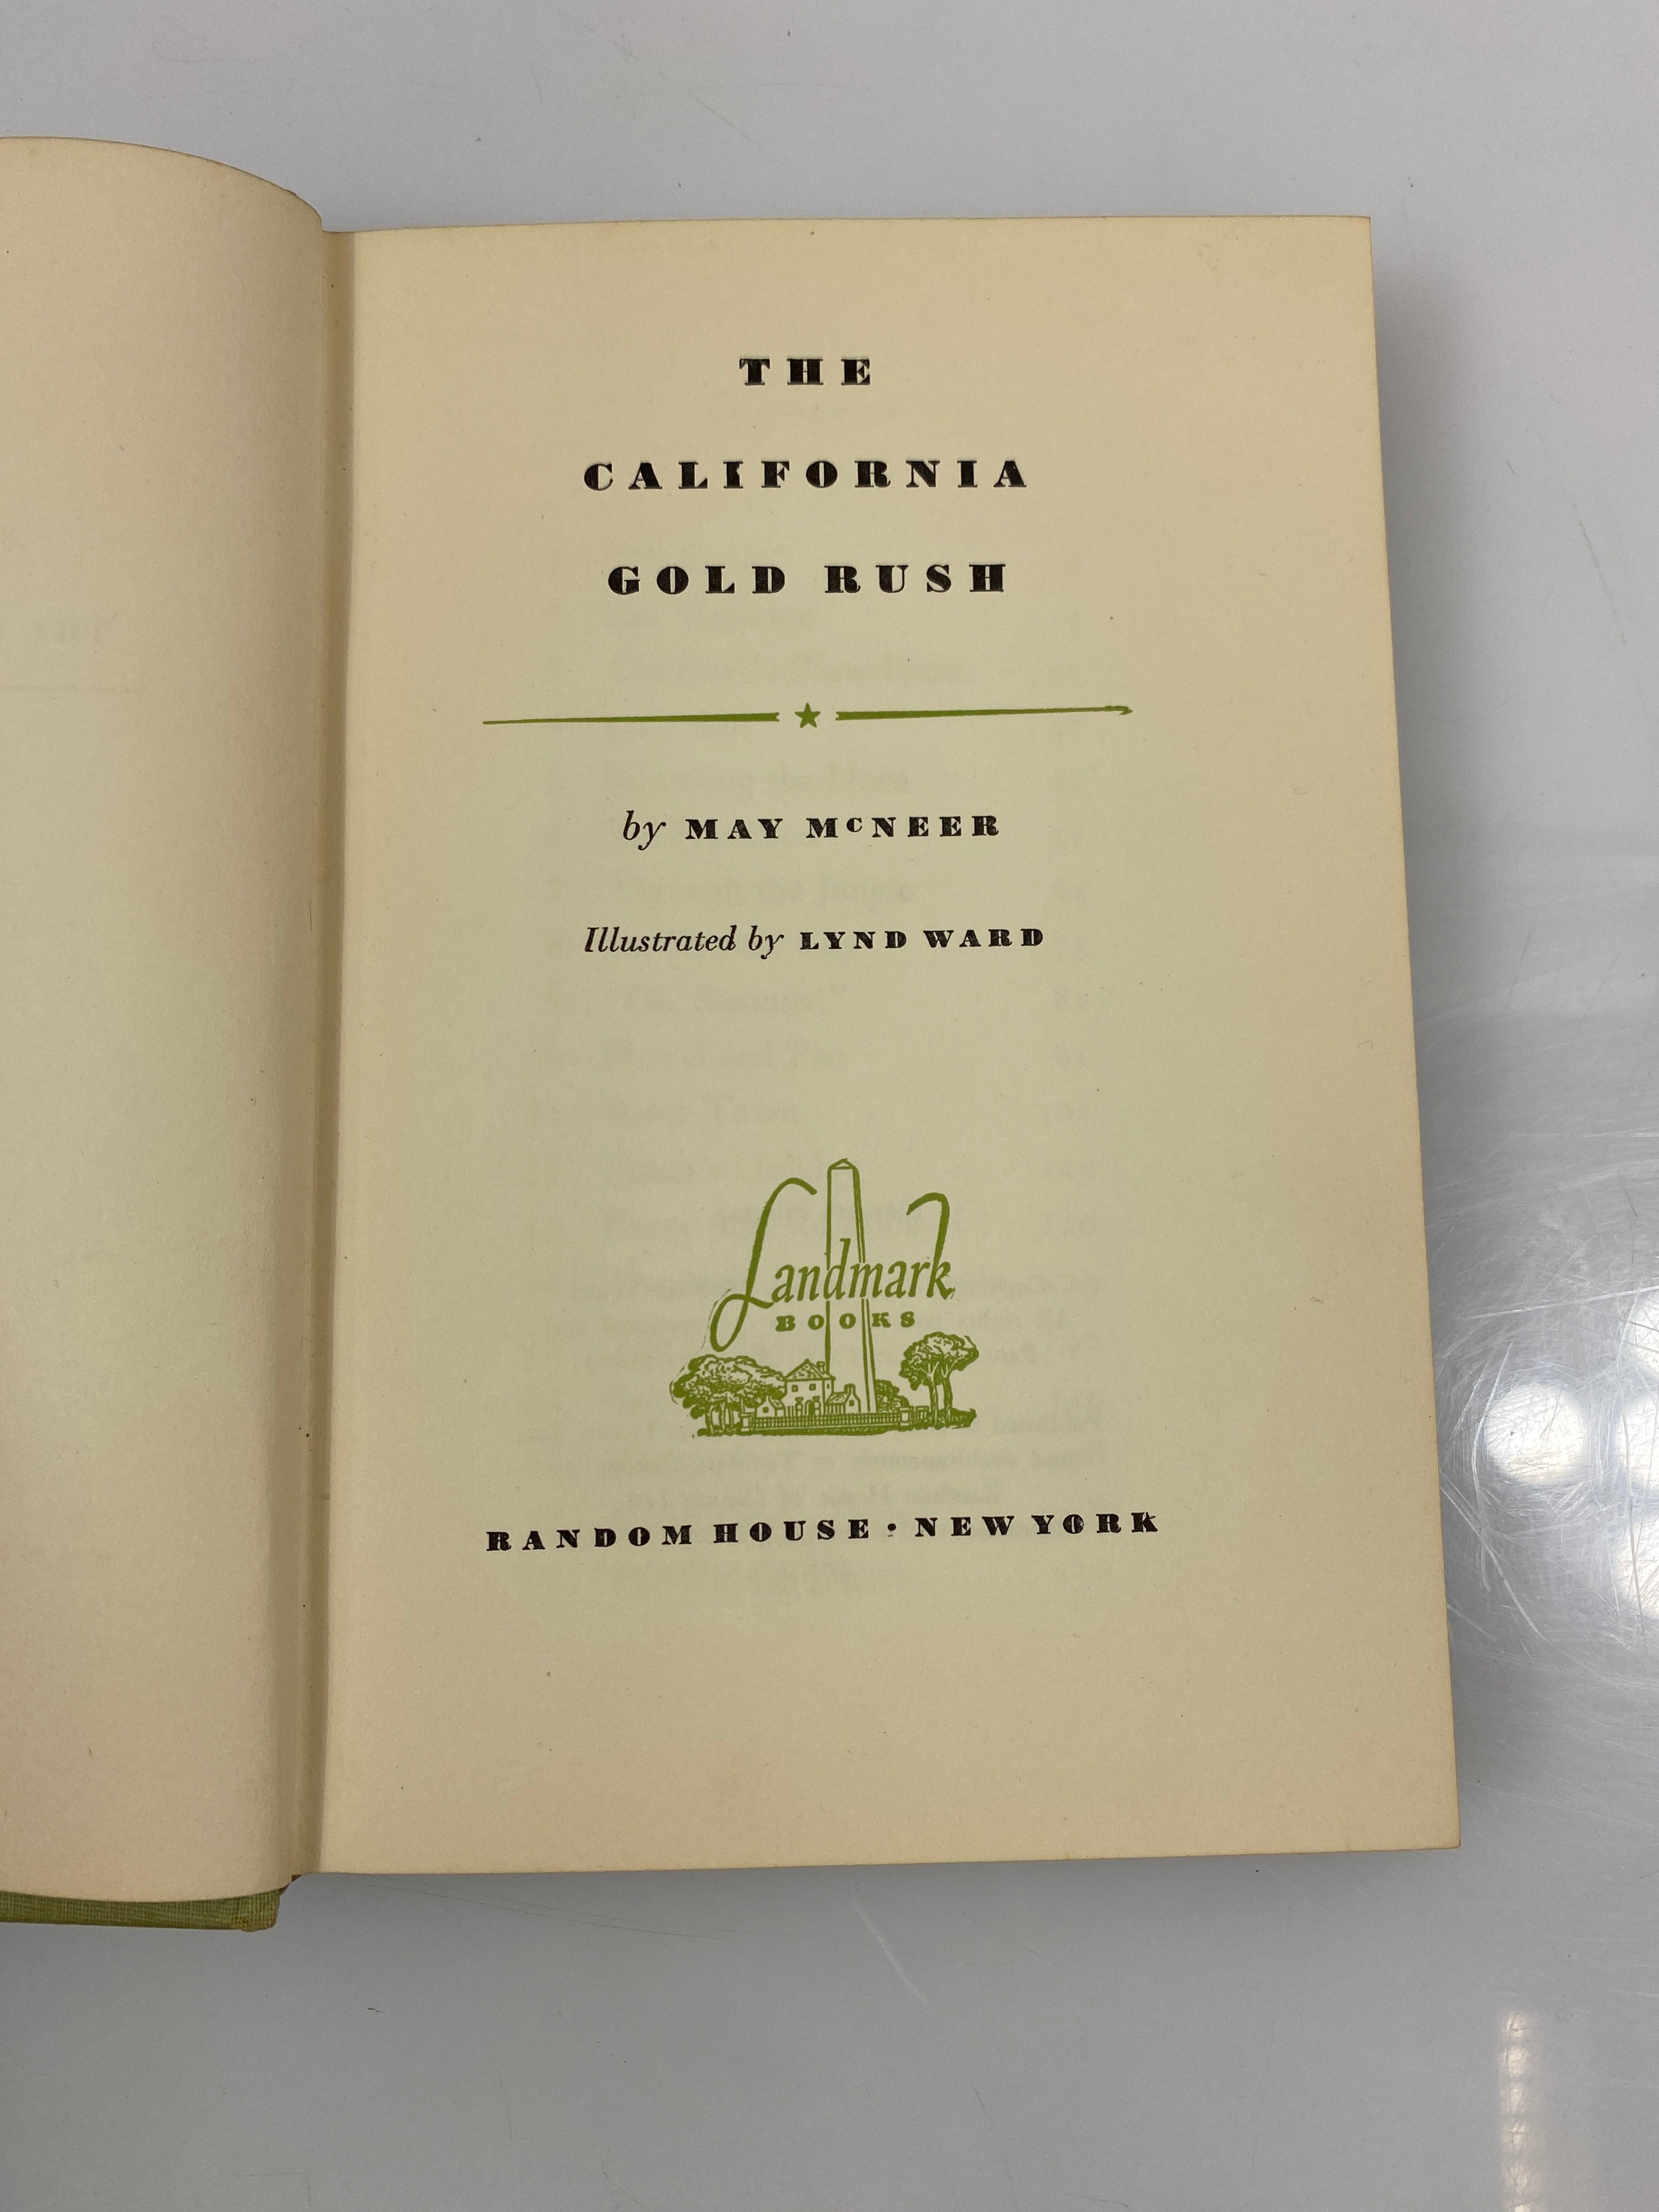 THE
CALIFORNIA
GOLD RUSH
by MAY McNEER
Illustrated by LYND WARD
Landmark
BOOKS
RANDOM HOUSE • NEW YORK